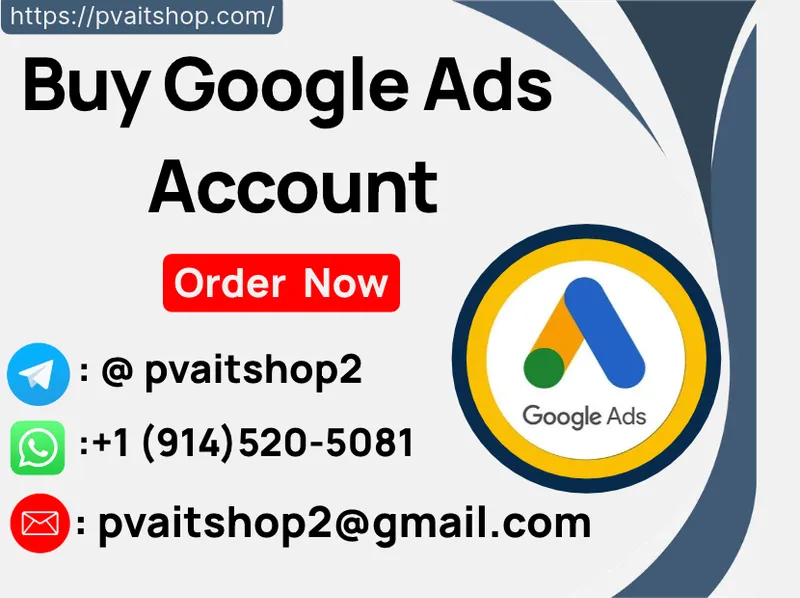 https://pvaitshop.com/
Buy Google Ads
Account
Order Now
: @ pvaitshop2
:+1 (914)520-5081
: pvaitshop2@gmail.com
Google Ads